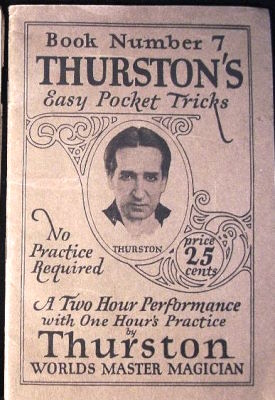 Book Number 7
THURSTON'S
Easy Pocket Tricks
THURSTON
No
Practice
Required
price
25
cents
A Two Hour Performance
with One Hour's Practice
by
Thurston
WORLDS MASTER MAGICIAN